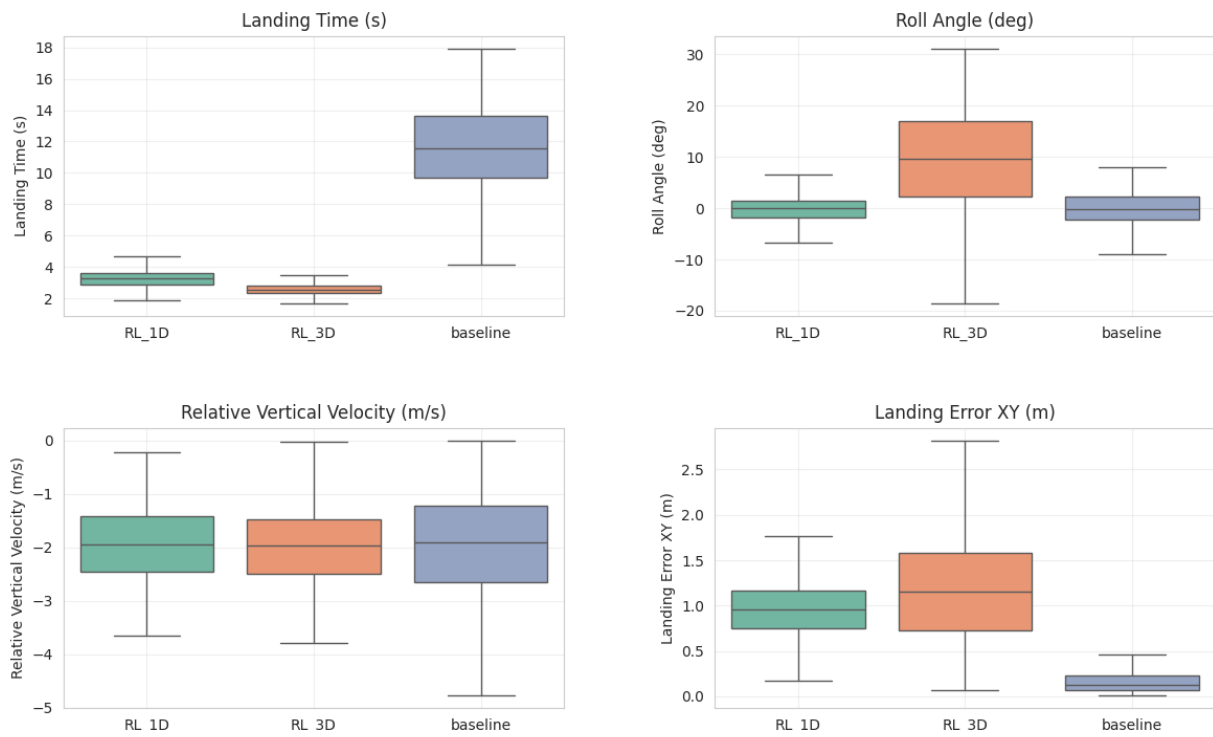 Landing Time (s)
Landing Time (s)
18
16
14
12
10
8
6
4
2
RL_1D RL_3D baseline
Roll Angle (deg)
Roll Angle (deg)
30
20
10
0
−10
−20
RL_1D RL_3D baseline
Relative Vertical Velocity (m/s)
Relative Vertical Velocity (m/s)
0
−1
−2
−3
−4
−5
RL_1D RL_3D baseline
Landing Error XY (m)
Landing Error XY (m)
2.5
2.0
1.5
1.0
0.5
0.0
RL_1D RL_3D baseline